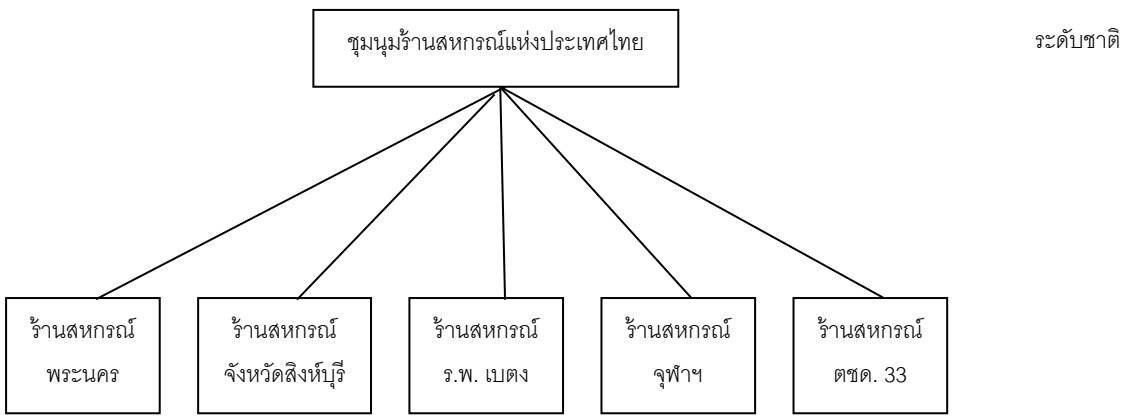 ชุมนุมร้านสหกรณ์แห่งประเทศไทย
ระดับชาติ
ร้านสหกรณ์
พระนคร
ร้านสหกรณ์
จังหวัดสิงห์บุรี
ร้านสหกรณ์
ร.พ. เบตง
ร้านสหกรณ์
จุฬาฯ
ร้านสหกรณ์
ตชด. 33